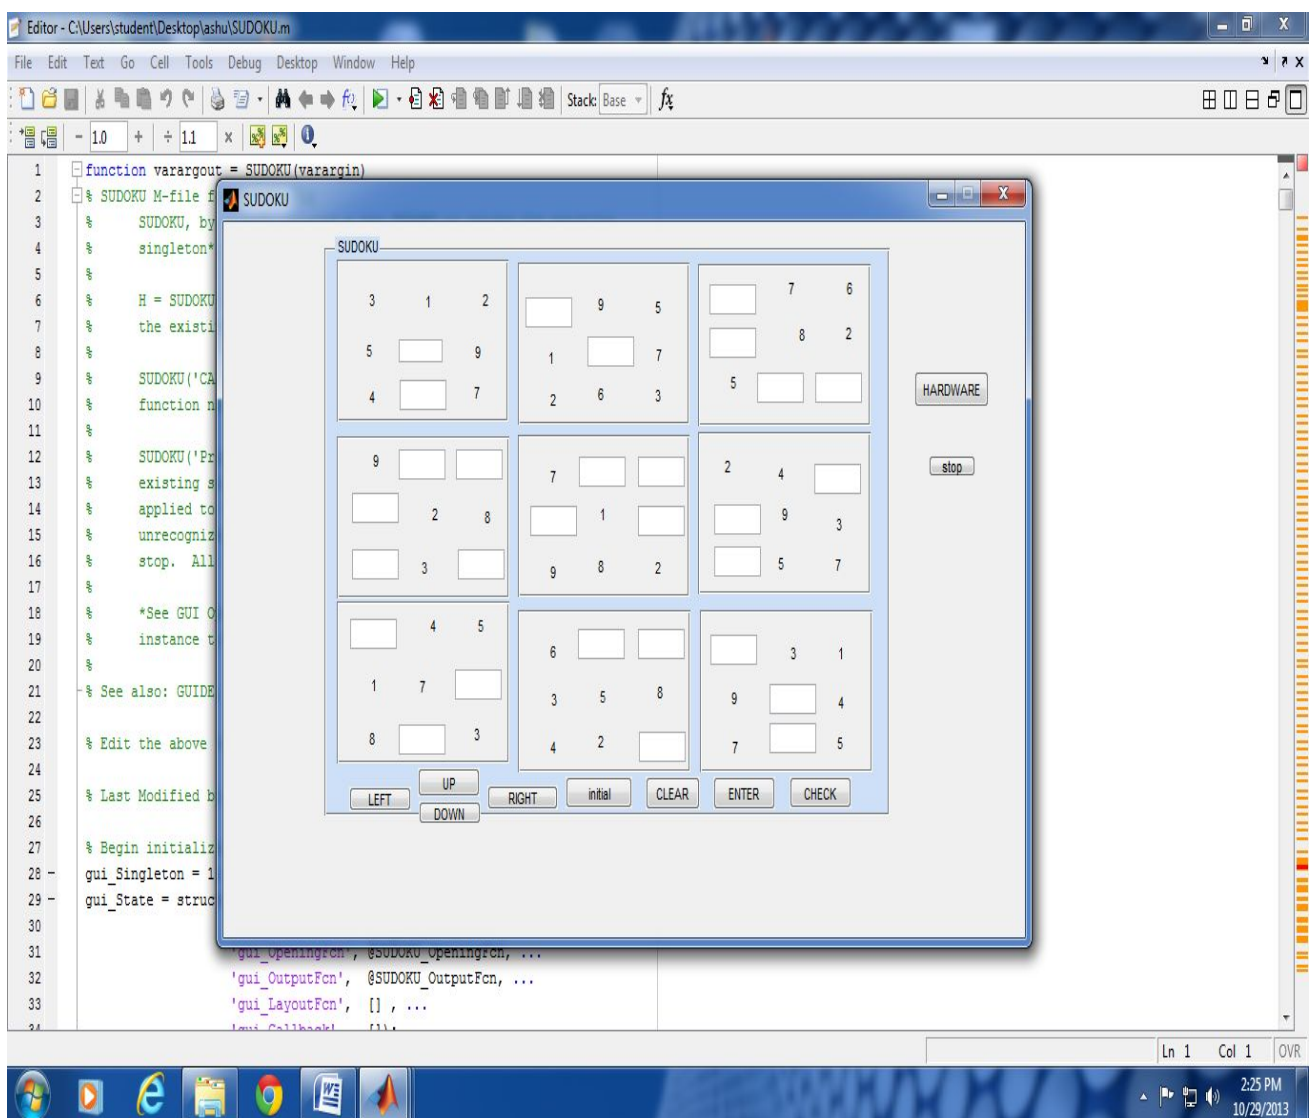 Editor - C:\Users\student\Desktop\ashu\SUDOKU.m
File Edit Text Go Cell Tools Debug Desktop Window Help
Stack: Base fx
- 1.0 + ÷ 1.1 ×
1 function varargout = SUDOKU(varargin)
2 % SUDOKU M-file f
3 % SUDOKU, by
4 % singleton*
5 %
6 % H = SUDOKU
7 % the existi
8 %
9 % SUDOKU('CA
10 % function n
11 %
12 % SUDOKU('Pr
13 % existing s
14 % applied to
15 % unrecogniz
16 % stop. All
17 %
18 % *See GUI O
19 % instance t
20 %
21 % See also: GUIDE
22
23 % Edit the above
24
25 % Last Modified b
26
27 % Begin initializ
28 - gui_Singleton = 1
29 - gui_State = struc
30
31 'gui_OpeningFcn', @SUDOKU_OpeningFcn, ...
32 'gui_OutputFcn', @SUDOKU_OutputFcn, ...
33 'gui_LayoutFcn', [] , ...
34 'gui_Callback', []);
SUDOKU
SUDOKU
3 1 2 9 5 7 6
5 9 1 7 8 2
4 7 2 6 3 5
9 7 2 4
2 8 1 9 3
3 9 8 2 5 7
4 5 6 3 1
1 7 3 5 8 9 4
8 3 4 2 7 5
HARDWARE
stop
LEFT UP DOWN RIGHT initial CLEAR ENTER CHECK
Ln 1 Col 1 OVR
2:25 PM
10/29/2013